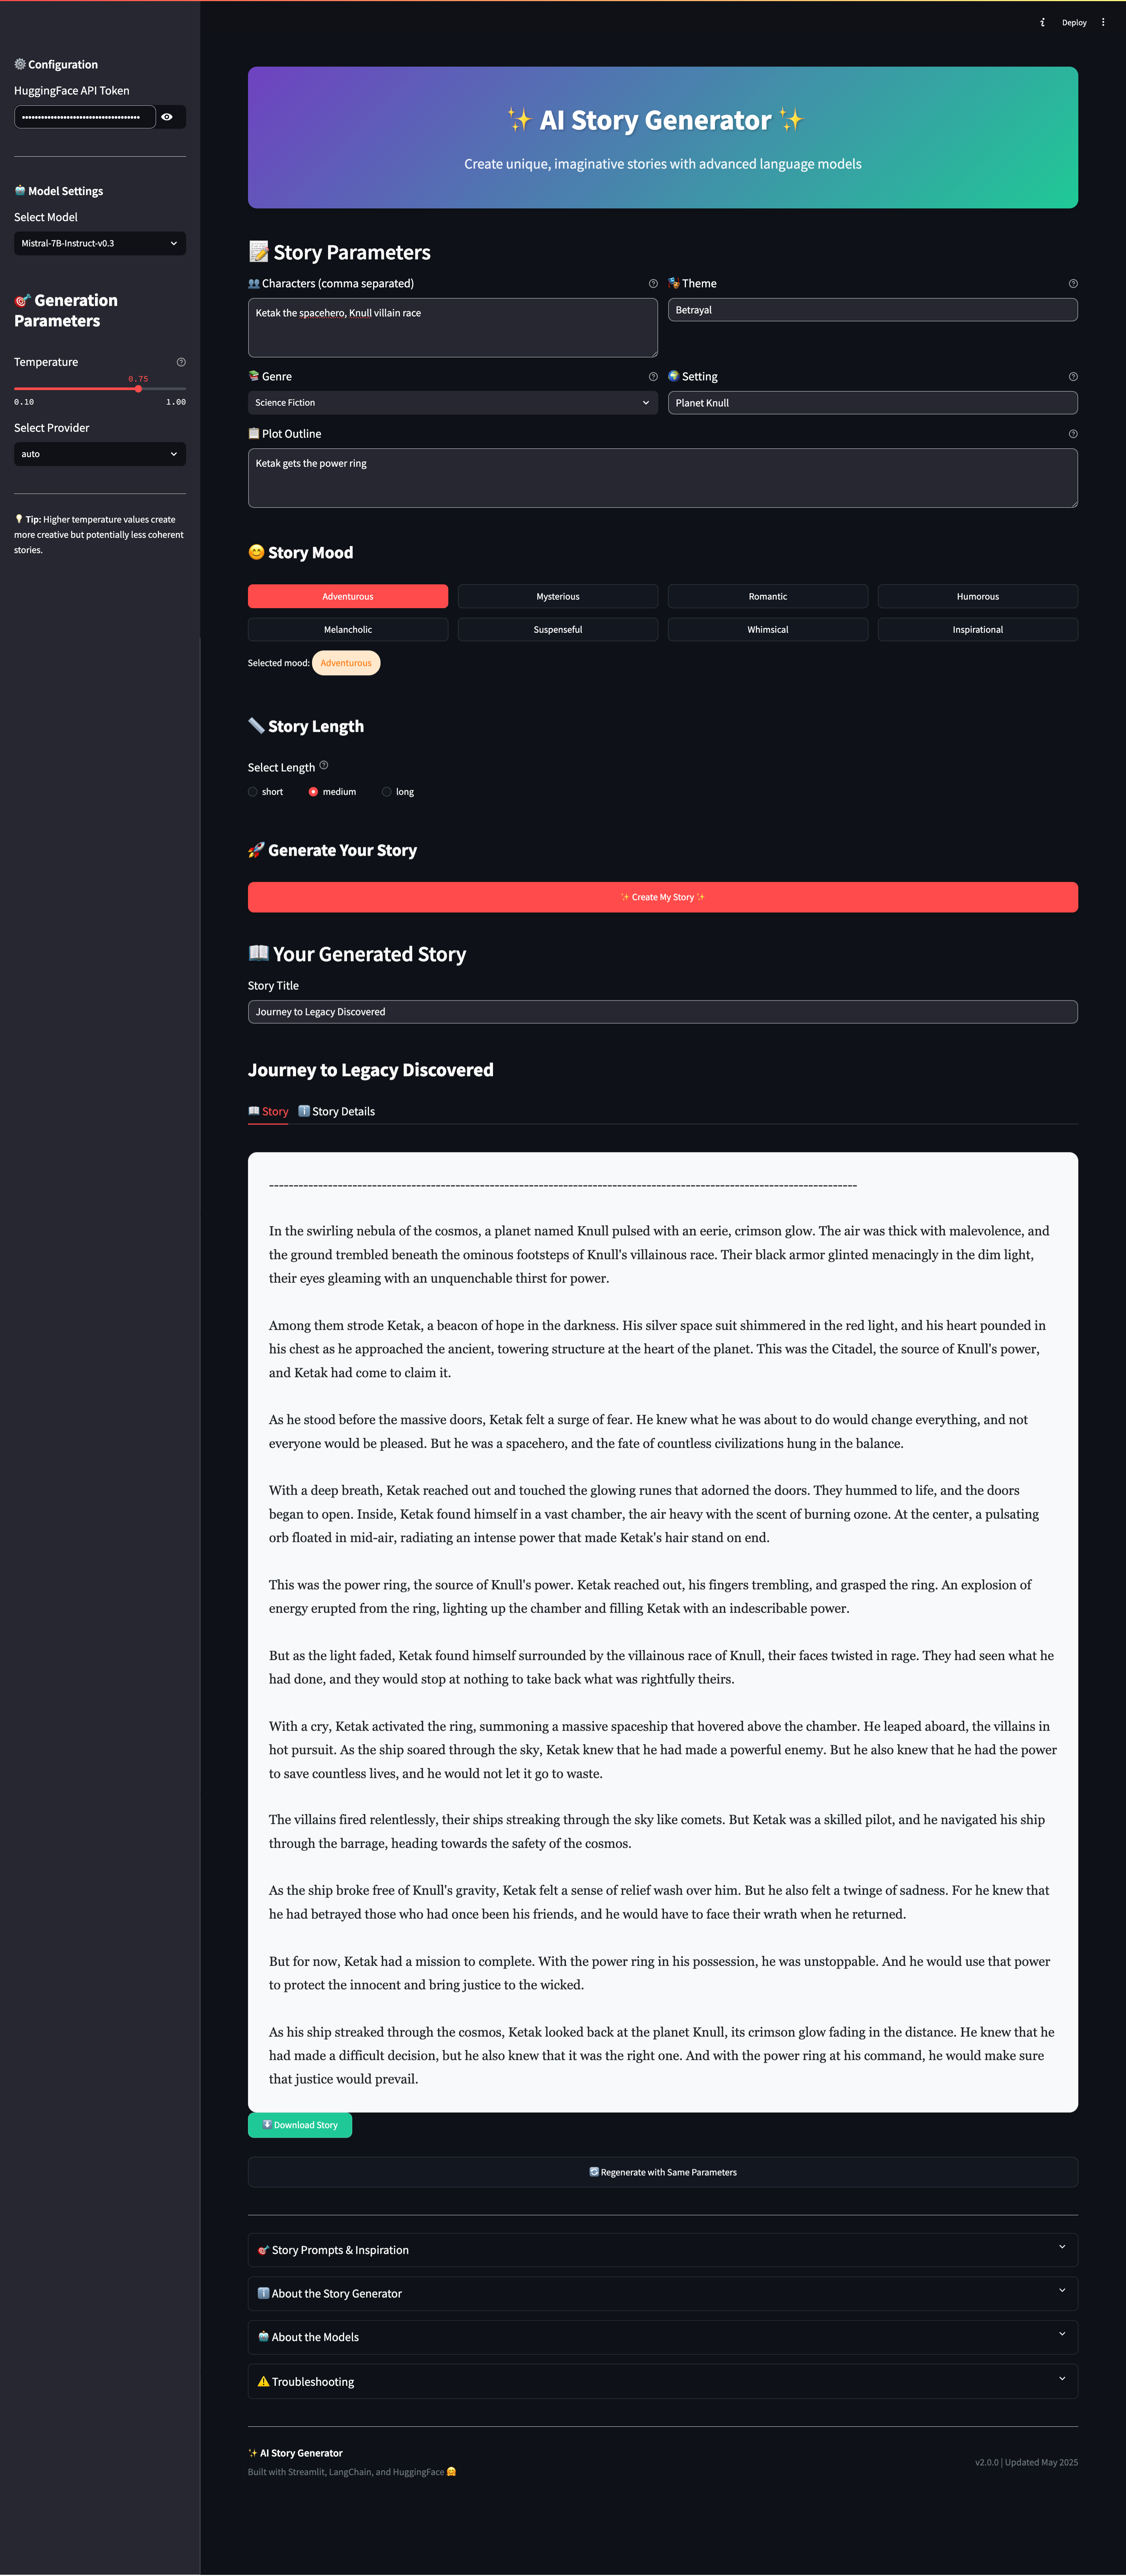 Deploy
⚙️ Configuration
HuggingFace API Token
🤖 Model Settings
Select Model
Mistral-7B-Instruct-v0.3
🎯 Generation
Parameters
Temperature
0.75
0.10 1.00
Select Provider
auto
💡 Tip: Higher temperature values create
more creative but potentially less coherent
stories.
✨ AI Story Generator ✨
Create unique, imaginative stories with advanced language models
📝 Story Parameters
👥 Characters (comma separated)
Ketak the spacehero, Knull villain race
🎭 Theme
Betrayal
📚 Genre
Science Fiction
🌍 Setting
Planet Knull
📋 Plot Outline
Ketak gets the power ring
😊 Story Mood
Adventurous Mysterious Romantic Humorous
Melancholic Suspenseful Whimsical Inspirational
Selected mood: Adventurous
📏 Story Length
Select Length
short medium long
🚀 Generate Your Story
✨ Create My Story ✨
📖 Your Generated Story
Story Title
Journey to Legacy Discovered
Journey to Legacy Discovered
📖 Story ℹ️ Story Details
------------------------------------------------------------------------------------------------------------------------
In the swirling nebula of the cosmos, a planet named Knull pulsed with an eerie, crimson glow. The air was thick with malevolence, and
the ground trembled beneath the ominous footsteps of Knull's villainous race. Their black armor glinted menacingly in the dim light,
their eyes gleaming with an unquenchable thirst for power.
Among them strode Ketak, a beacon of hope in the darkness. His silver space suit shimmered in the red light, and his heart pounded in
his chest as he approached the ancient, towering structure at the heart of the planet. This was the Citadel, the source of Knull's power,
and Ketak had come to claim it.
As he stood before the massive doors, Ketak felt a surge of fear. He knew what he was about to do would change everything, and not
everyone would be pleased. But he was a spacehero, and the fate of countless civilizations hung in the balance.
With a deep breath, Ketak reached out and touched the glowing runes that adorned the doors. They hummed to life, and the doors
began to open. Inside, Ketak found himself in a vast chamber, the air heavy with the scent of burning ozone. At the center, a pulsating
orb floated in mid-air, radiating an intense power that made Ketak's hair stand on end.
This was the power ring, the source of Knull's power. Ketak reached out, his fingers trembling, and grasped the ring. An explosion of
energy erupted from the ring, lighting up the chamber and filling Ketak with an indescribable power.
But as the light faded, Ketak found himself surrounded by the villainous race of Knull, their faces twisted in rage. They had seen what he
had done, and they would stop at nothing to take back what was rightfully theirs.
With a cry, Ketak activated the ring, summoning a massive spaceship that hovered above the chamber. He leaped aboard, the villains in
hot pursuit. As the ship soared through the sky, Ketak knew that he had made a powerful enemy. But he also knew that he had the power
to save countless lives, and he would not let it go to waste.
The villains fired relentlessly, their ships streaking through the sky like comets. But Ketak was a skilled pilot, and he navigated his ship
through the barrage, heading towards the safety of the cosmos.
As the ship broke free of Knull's gravity, Ketak felt a sense of relief wash over him. But he also felt a twinge of sadness. For he knew that
he had betrayed those who had once been his friends, and he would have to face their wrath when he returned.
But for now, Ketak had a mission to complete. With the power ring in his possession, he was unstoppable. And he would use that power
to protect the innocent and bring justice to the wicked.
As his ship streaked through the cosmos, Ketak looked back at the planet Knull, its crimson glow fading in the distance. He knew that he
had made a difficult decision, but he also knew that it was the right one. And with the power ring at his command, he would make sure
that justice would prevail.
⬇️ Download Story
🔄 Regenerate with Same Parameters
🎯 Story Prompts & Inspiration
ℹ️ About the Story Generator
🤖 About the Models
⚠️ Troubleshooting
✨ AI Story Generator
Built with Streamlit, LangChain, and HuggingFace 🤗
v2.0.0 | Updated May 2025